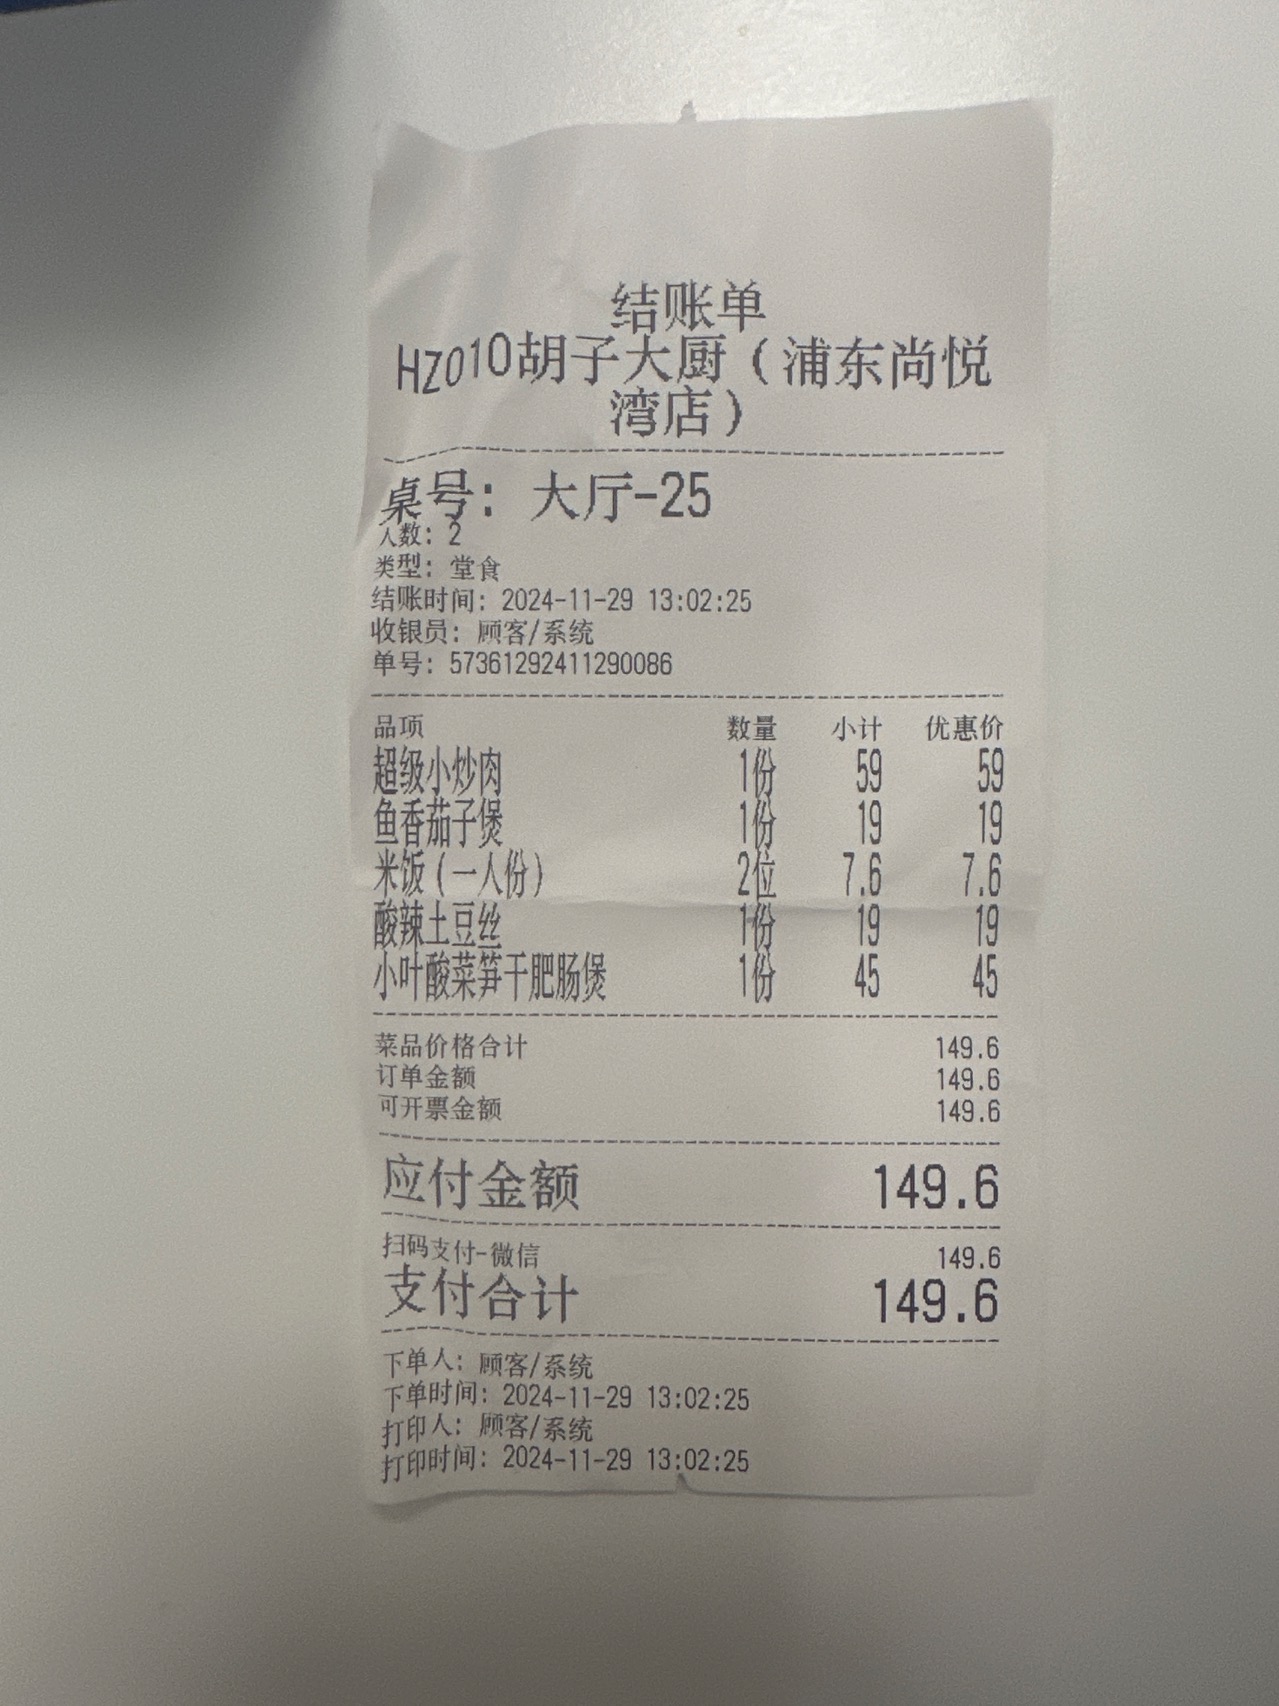 结账单
HZ010胡子大厨（浦东尚悦
湾店）
桌号：大厅-25
人数：2
类型：堂食
结账时间：2024-11-29 13:02:25
收银员：顾客/系统
单号：57361292411290086
品项 数量 小计 优惠价
超级小炒肉 1份 59 59
鱼香茄子煲 1份 19 19
米饭（一人份） 2位 7.6 7.6
酸辣土豆丝 1份 19 19
小叶酸菜笋干肥肠煲 1份 45 45
菜品价格合计 149.6
订单金额 149.6
可开票金额 149.6
应付金额 149.6
扫码支付-微信 149.6
支付合计 149.6
下单人：顾客/系统
下单时间：2024-11-29 13:02:25
打印人：顾客/系统
打印时间：2024-11-29 13:02:25